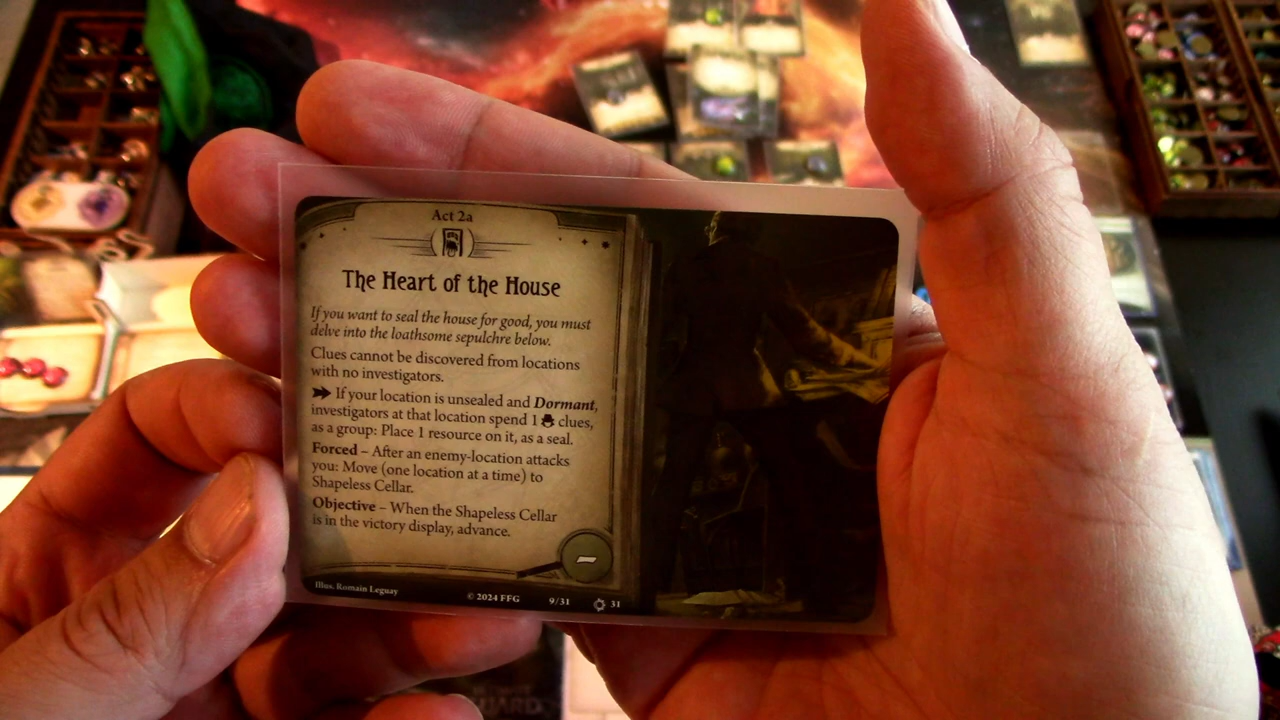 Act 2a
The Heart of the House
If you want to seal the house for good, you must
delve into the loathsome sepulchre below.
Clues cannot be discovered from locations
with no investigators.
If your location is unsealed and Dormant,
investigators at that location spend 1 clues,
as a group: Place 1 resource on it, as a seal.
Forced – After an enemy-location attacks
you: Move (one location at a time) to
Shapeless Cellar.
Objective – When the Shapeless Cellar
is in the victory display, advance.
–
Illus. Romain Leguay
© 2024 FFG
9/31
31